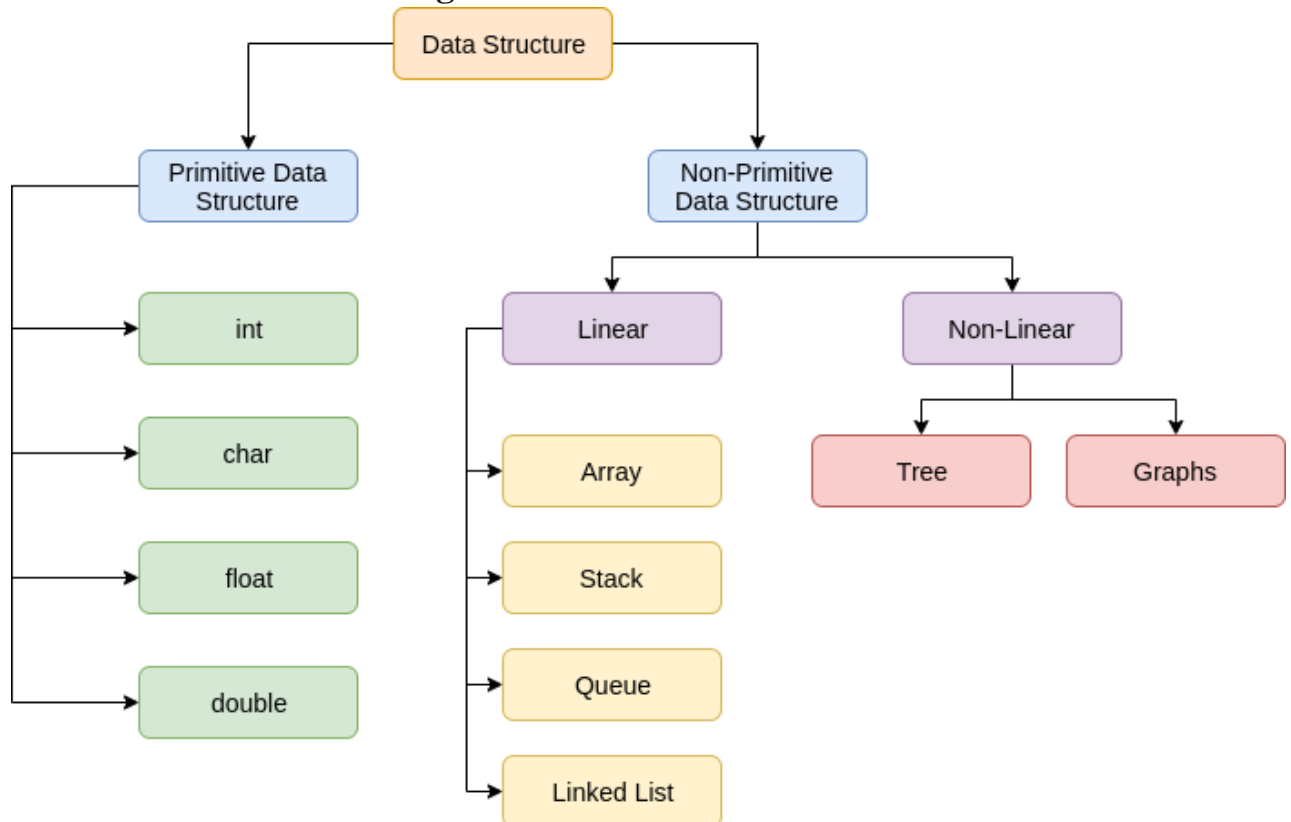 Data Structure
Primitive Data
Structure
Non-Primitive
Data Structure
int
Linear
Non-Linear
char
Array
Tree
Graphs
float
Stack
double
Queue
Linked List